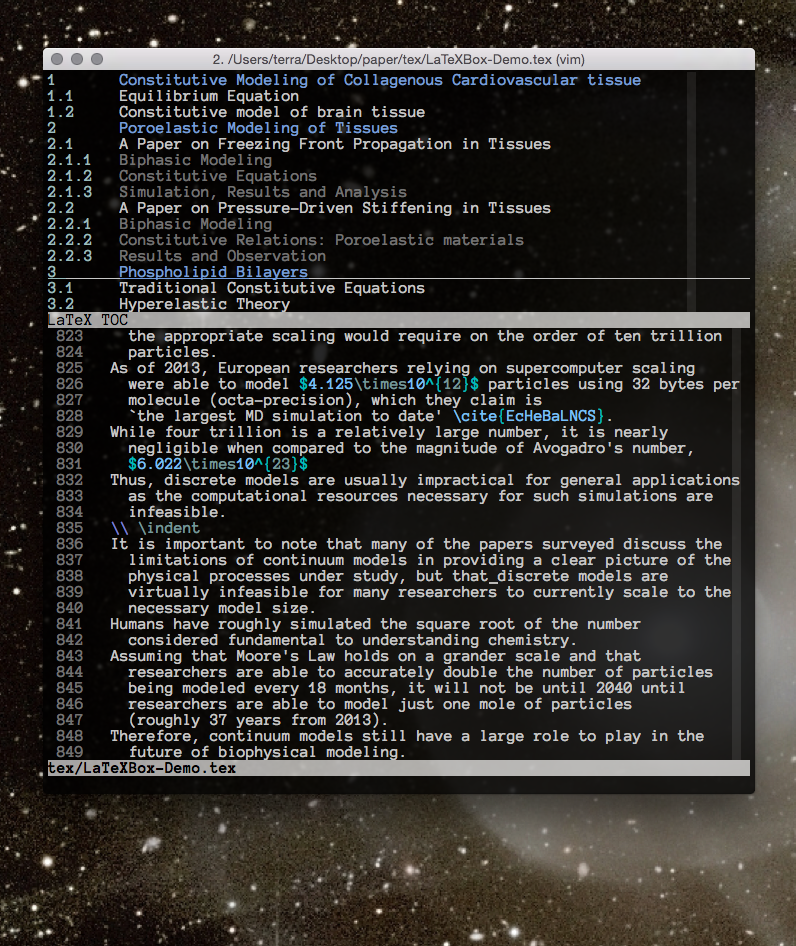 2. /Users/terra/Desktop/paper/tex/LaTeXBox-Demo.tex (vim)
1 Constitutive Modeling of Collagenous Cardiovascular tissue
1.1 Equilibrium Equation
1.2 Constitutive model of brain tissue
2 Poroelastic Modeling of Tissues
2.1 A Paper on Freezing Front Propagation in Tissues
2.1.1 Biphasic Modeling
2.1.2 Constitutive Equations
2.1.3 Simulation, Results and Analysis
2.2 A Paper on Pressure-Driven Stiffening in Tissues
2.2.1 Biphasic Modeling
2.2.2 Constitutive Relations: Poroelastic materials
2.2.3 Results and Observation
3 Phospholipid Bilayers
3.1 Traditional Constitutive Equations
3.2 Hyperelastic Theory
LaTeX TOC
823 the appropriate scaling would require on the order of ten trillion
824 particles.
825 As of 2013, European researchers relying on supercomputer scaling
826 were able to model $4.125\times10^{12}$ particles using 32 bytes per
827 molecule (octa-precision), which they claim is
828 `the largest MD simulation to date' \cite{EcHeBaLNCS}.
829 While four trillion is a relatively large number, it is nearly
830 negligible when compared to the magnitude of Avogadro's number,
831 $6.022\times10^{23}$
832 Thus, discrete models are usually impractical for general applications
833 as the computational resources necessary for such simulations are
834 infeasible.
835 \\ \indent
836 It is important to note that many of the papers surveyed discuss the
837 limitations of continuum models in providing a clear picture of the
838 physical processes under study, but that_discrete models are
839 virtually infeasible for many researchers to currently scale to the
840 necessary model size.
841 Humans have roughly simulated the square root of the number
842 considered fundamental to understanding chemistry.
843 Assuming that Moore's Law holds on a grander scale and that
844 researchers are able to accurately double the number of particles
845 being modeled every 18 months, it will not be until 2040 until
846 researchers are able to model just one mole of particles
847 (roughly 37 years from 2013).
848 Therefore, continuum models still have a large role to play in the
849 future of biophysical modeling.
tex/LaTeXBox-Demo.tex